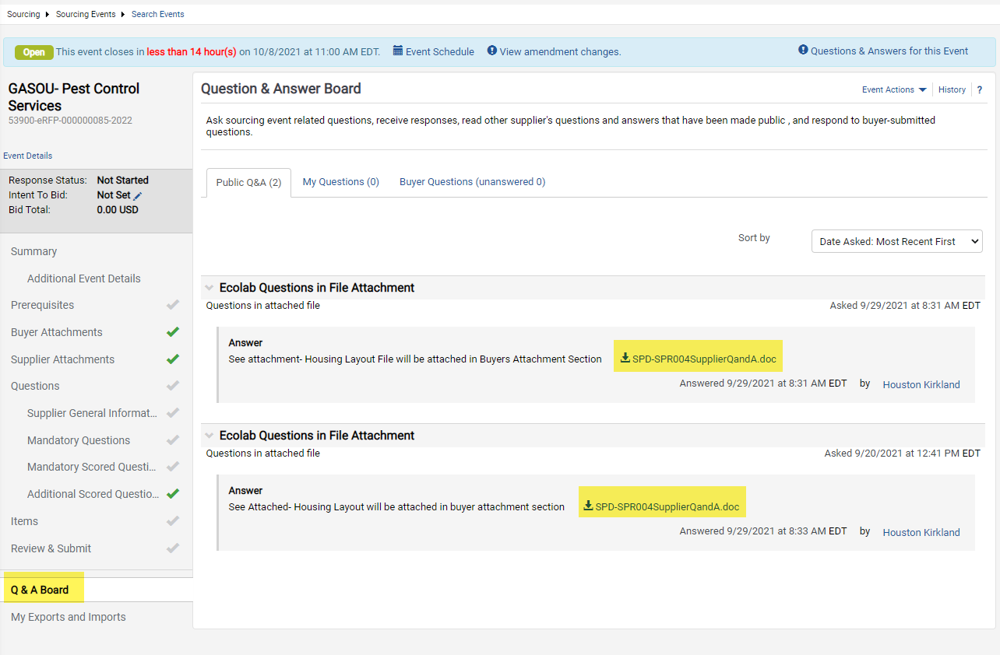 Sourcing Sourcing Events Search Events
Open This event closes in less than 14 hour(s) on 10/8/2021 at 11:00 AM EDT. Event Schedule View amendment changes. Questions & Answers for this Event
GASOU- Pest Control
Services
53900-eRFP-000000085-2022
Event Details
Response Status: Not Started
Intent To Bid: Not Set
Bid Total: 0.00 USD
Summary
Additional Event Details
Prerequisites
Buyer Attachments
Supplier Attachments
Questions
Supplier General Informat...
Mandatory Questions
Mandatory Scored Questi...
Additional Scored Questio...
Items
Review & Submit
Q & A Board
My Exports and Imports
Question & Answer Board
Event Actions History ?
Ask sourcing event related questions, receive responses, read other supplier's questions and answers that have been made public , and respond to buyer-submitted
questions.
Public Q&A (2) My Questions (0) Buyer Questions (unanswered 0)
Sort by Date Asked: Most Recent First
Ecolab Questions in File Attachment
Questions in attached file Asked 9/29/2021 at 8:31 AM EDT
Answer
See attachment- Housing Layout File will be attached in Buyers Attachment Section SPD-SPR004SupplierQandA.doc
Answered 9/29/2021 at 8:31 AM EDT by Houston Kirkland
Ecolab Questions in File Attachment
Questions in attached file Asked 9/20/2021 at 12:41 PM EDT
Answer
See Attached- Housing Layout will be attached in buyer attachment section SPD-SPR004SupplierQandA.doc
Answered 9/29/2021 at 8:33 AM EDT by Houston Kirkland